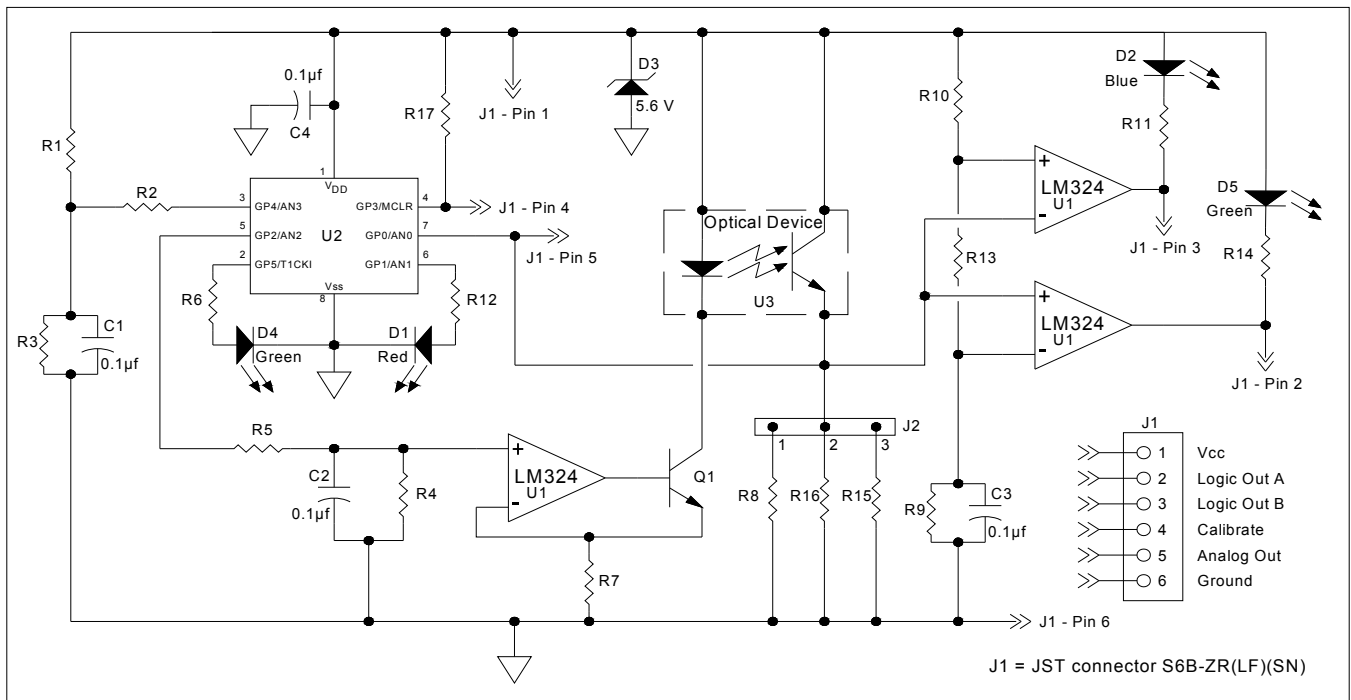 D3
5.6 V
D2
Blue
0.1µf
C4
R17
J1 - Pin 1
R10
R11
R1
R2
1
VDD
3
GP4/AN3
GP3/MCLR
4
J1 - Pin 4
5
GP2/AN2
U2
GP0/AN0
7
J1 - Pin 5
2
GP5/T1CKI
GP1/AN1
6
Vss
8
Optical Device
U3
+
LM324
U1
-
J1 - Pin 3
D5
Green
R13
R14
R6
R12
D4
Green
D1
Red
R3
C1
0.1µf
+
LM324
U1
-
J1 - Pin 2
R5
C2
0.1µf
R4
+
LM324
U1
-
Q1
R7
J2
1
2
3
R8
R16
R15
R9
C3
0.1µf
J1
1 Vcc
2 Logic Out A
3 Logic Out B
4 Calibrate
5 Analog Out
6 Ground
J1 - Pin 6
J1 = JST connector S6B-ZR(LF)(SN)